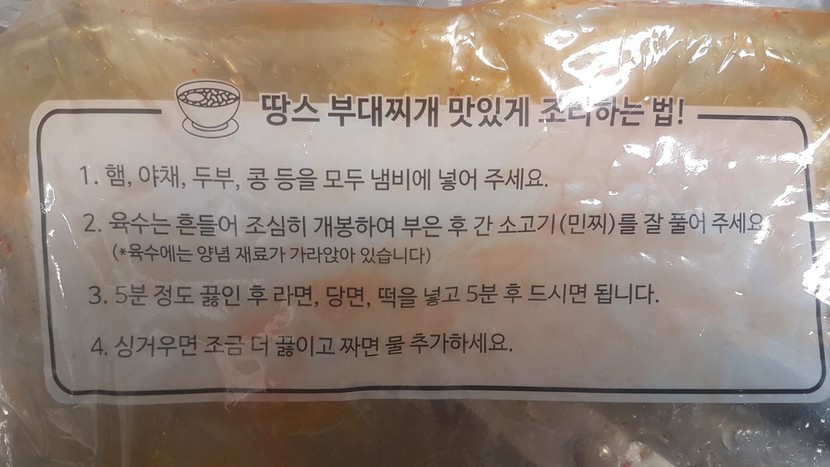 땅스 부대찌개 맛있게 조리하는 법!
1. 햄, 야채, 두부, 콩 등을 모두 냄비에 넣어 주세요.
2. 육수는 흔들어 조심히 개봉하여 부은 후 간 소고기(민찌)를 잘 풀어 주세요
(*육수에는 양념 재료가 가라앉아 있습니다)
3. 5분 정도 끓인 후 라면, 당면, 떡을 넣고 5분 후 드시면 됩니다.
4. 싱거우면 조금 더 끓이고 짜면 물 추가하세요.